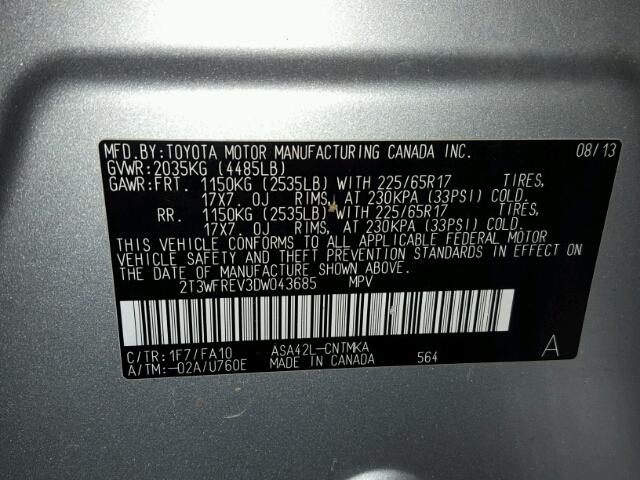 MFD.BY:TOYOTA MOTOR MANUFACTURING CANADA INC. 08/13
GVWR:2035KG (4485LB)
GAWR:FRT. 1150KG (2535LB) WITH 225/65R17 TIRES,
17X7.0J RIMS, AT 230KPA (33PSI) COLD.
RR. 1150KG (2535LB) WITH 225/65R17 TIRES,
17X7.0J RIMS, AT 230KPA (33PSI) COLD.
THIS VEHICLE CONFORMS TO ALL APPLICABLE FEDERAL MOTOR
VEHICLE SAFETY AND THEFT PREVENTION STANDARDS IN EFFECT ON
THE DATE OF MANUFACTURE SHOWN ABOVE.
2T3WFREV3DW043685 MPV
C/TR:1F7/FA10 ASA42L-CNTMKA
A/TM:-02A/U760E MADE IN CANADA 564 A